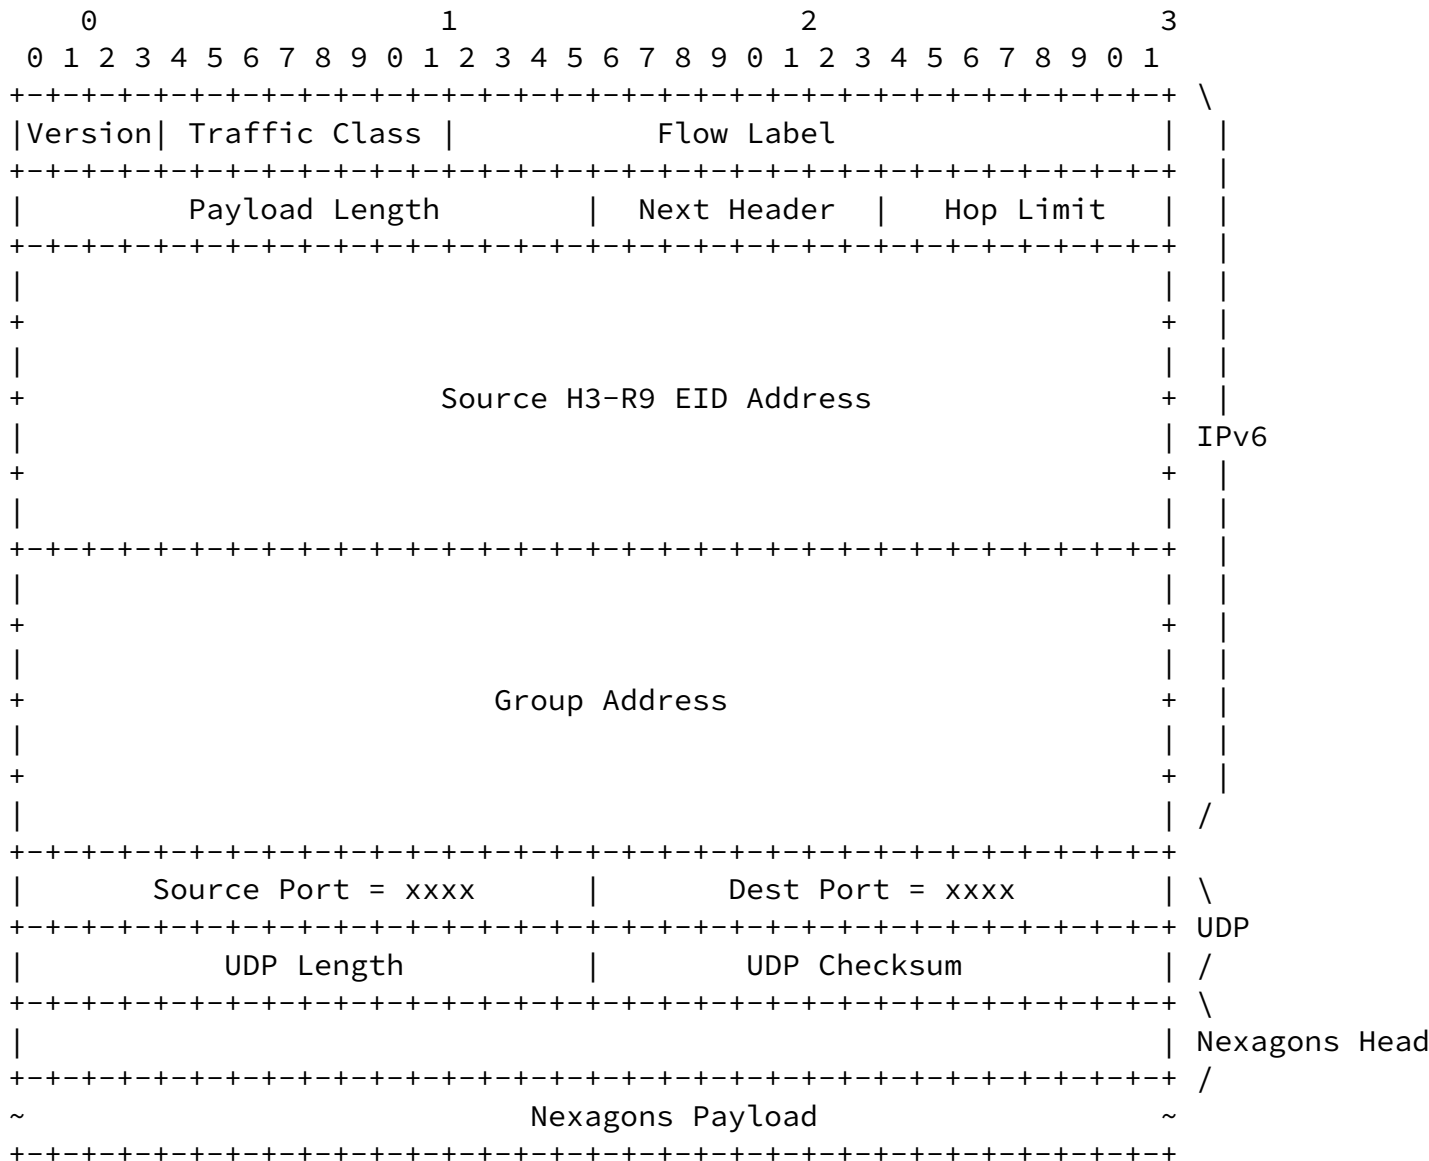 0                   1                   2                   3
 0 1 2 3 4 5 6 7 8 9 0 1 2 3 4 5 6 7 8 9 0 1 2 3 4 5 6 7 8 9 0 1
+-+-+-+-+-+-+-+-+-+-+-+-+-+-+-+-+-+-+-+-+-+-+-+-+-+-+-+-+-+-+-+-+ \
|Version| Traffic Class |           Flow Label                  |  |
+-+-+-+-+-+-+-+-+-+-+-+-+-+-+-+-+-+-+-+-+-+-+-+-+-+-+-+-+-+-+-+-+  |
|         Payload Length        |  Next Header  |   Hop Limit   |  |
+-+-+-+-+-+-+-+-+-+-+-+-+-+-+-+-+-+-+-+-+-+-+-+-+-+-+-+-+-+-+-+-+  |
|                                                               |  |
+                                                               +  |
|                                                               |  |
+                       Source H3-R9 EID Address                +  |
|                                                               | IPv6
+                                                               +  |
|                                                               |  |
+-+-+-+-+-+-+-+-+-+-+-+-+-+-+-+-+-+-+-+-+-+-+-+-+-+-+-+-+-+-+-+-+  |
|                                                               |  |
+                                                               +  |
|                                                               |  |
+                          Group Address                        +  |
|                                                               |  |
+                                                               +  |
|                                                               | /
+-+-+-+-+-+-+-+-+-+-+-+-+-+-+-+-+-+-+-+-+-+-+-+-+-+-+-+-+-+-+-+-+
|       Source Port = xxxx      |       Dest Port = xxxx        | \
+-+-+-+-+-+-+-+-+-+-+-+-+-+-+-+-+-+-+-+-+-+-+-+-+-+-+-+-+-+-+-+-+ UDP
|           UDP Length          |        UDP Checksum           | /
+-+-+-+-+-+-+-+-+-+-+-+-+-+-+-+-+-+-+-+-+-+-+-+-+-+-+-+-+-+-+-+-+ \
|                                                               | Nexagons Head
+-+-+-+-+-+-+-+-+-+-+-+-+-+-+-+-+-+-+-+-+-+-+-+-+-+-+-+-+-+-+-+-+ /
~                            Nexagons Payload                   ~
+-+-+-+-+-+-+-+-+-+-+-+-+-+-+-+-+-+-+-+-+-+-+-+-+-+-+-+-+-+-+-+-+